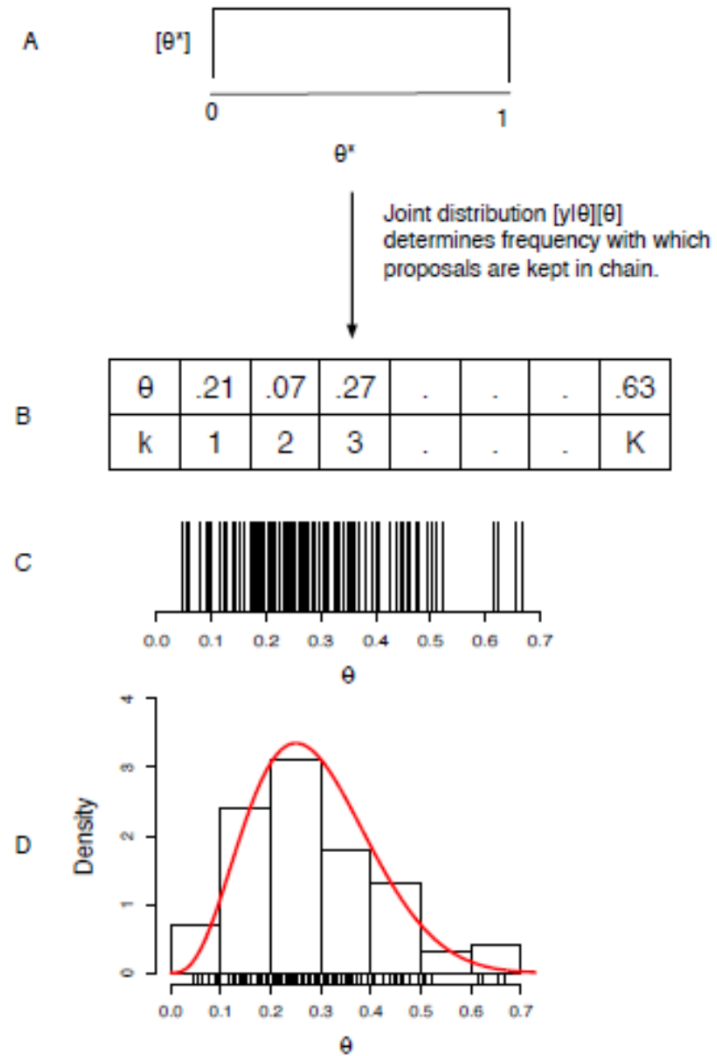 A
[θ*]
0
1
θ*
Joint distribution [y|θ][θ]
determines frequency with which
proposals are kept in chain.
B
θ .21 .07 .27 . . . .63
k 1 2 3 . . . K
C
0.0 0.1 0.2 0.3 0.4 0.5 0.6 0.7
θ
D
Density
4
3
2
1
0
0.0 0.1 0.2 0.3 0.4 0.5 0.6 0.7
θ